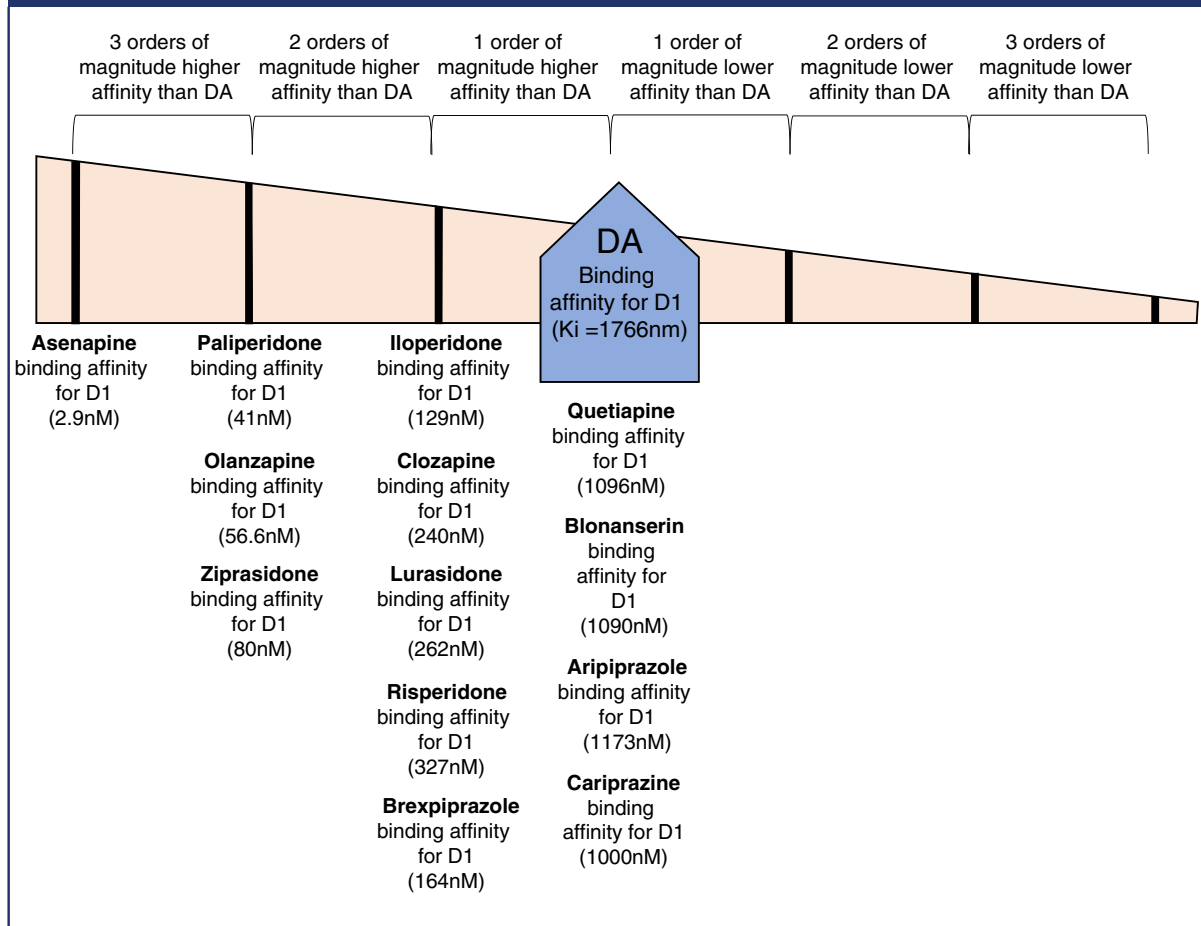 3 orders of
magnitude higher
affinity than DA
2 orders of
magnitude higher
affinity than DA
1 order of
magnitude higher
affinity than DA
1 order of
magnitude lower
affinity than DA
2 orders of
magnitude lower
affinity than DA
3 orders of
magnitude lower
affinity than DA
DA
Binding
affinity for D1
(Ki =1766nm)
Asenapine
binding affinity
for D1
(2.9nM)
Paliperidone
binding affinity
for D1
(41nM)
Olanzapine
binding affinity
for D1
(56.6nM)
Ziprasidone
binding affinity
for D1
(80nM)
Iloperidone
binding affinity
for D1
(129nM)
Clozapine
binding affinity
for D1
(240nM)
Lurasidone
binding affinity
for D1
(262nM)
Risperidone
binding affinity
for D1
(327nM)
Brexpiprazole
binding affinity
for D1
(164nM)
Quetiapine
binding affinity
for D1
(1096nM)
Blonanserin
binding
affinity for
D1
(1090nM)
Aripiprazole
binding affinity
for D1
(1173nM)
Cariprazine
binding
affinity for D1
(1000nM)